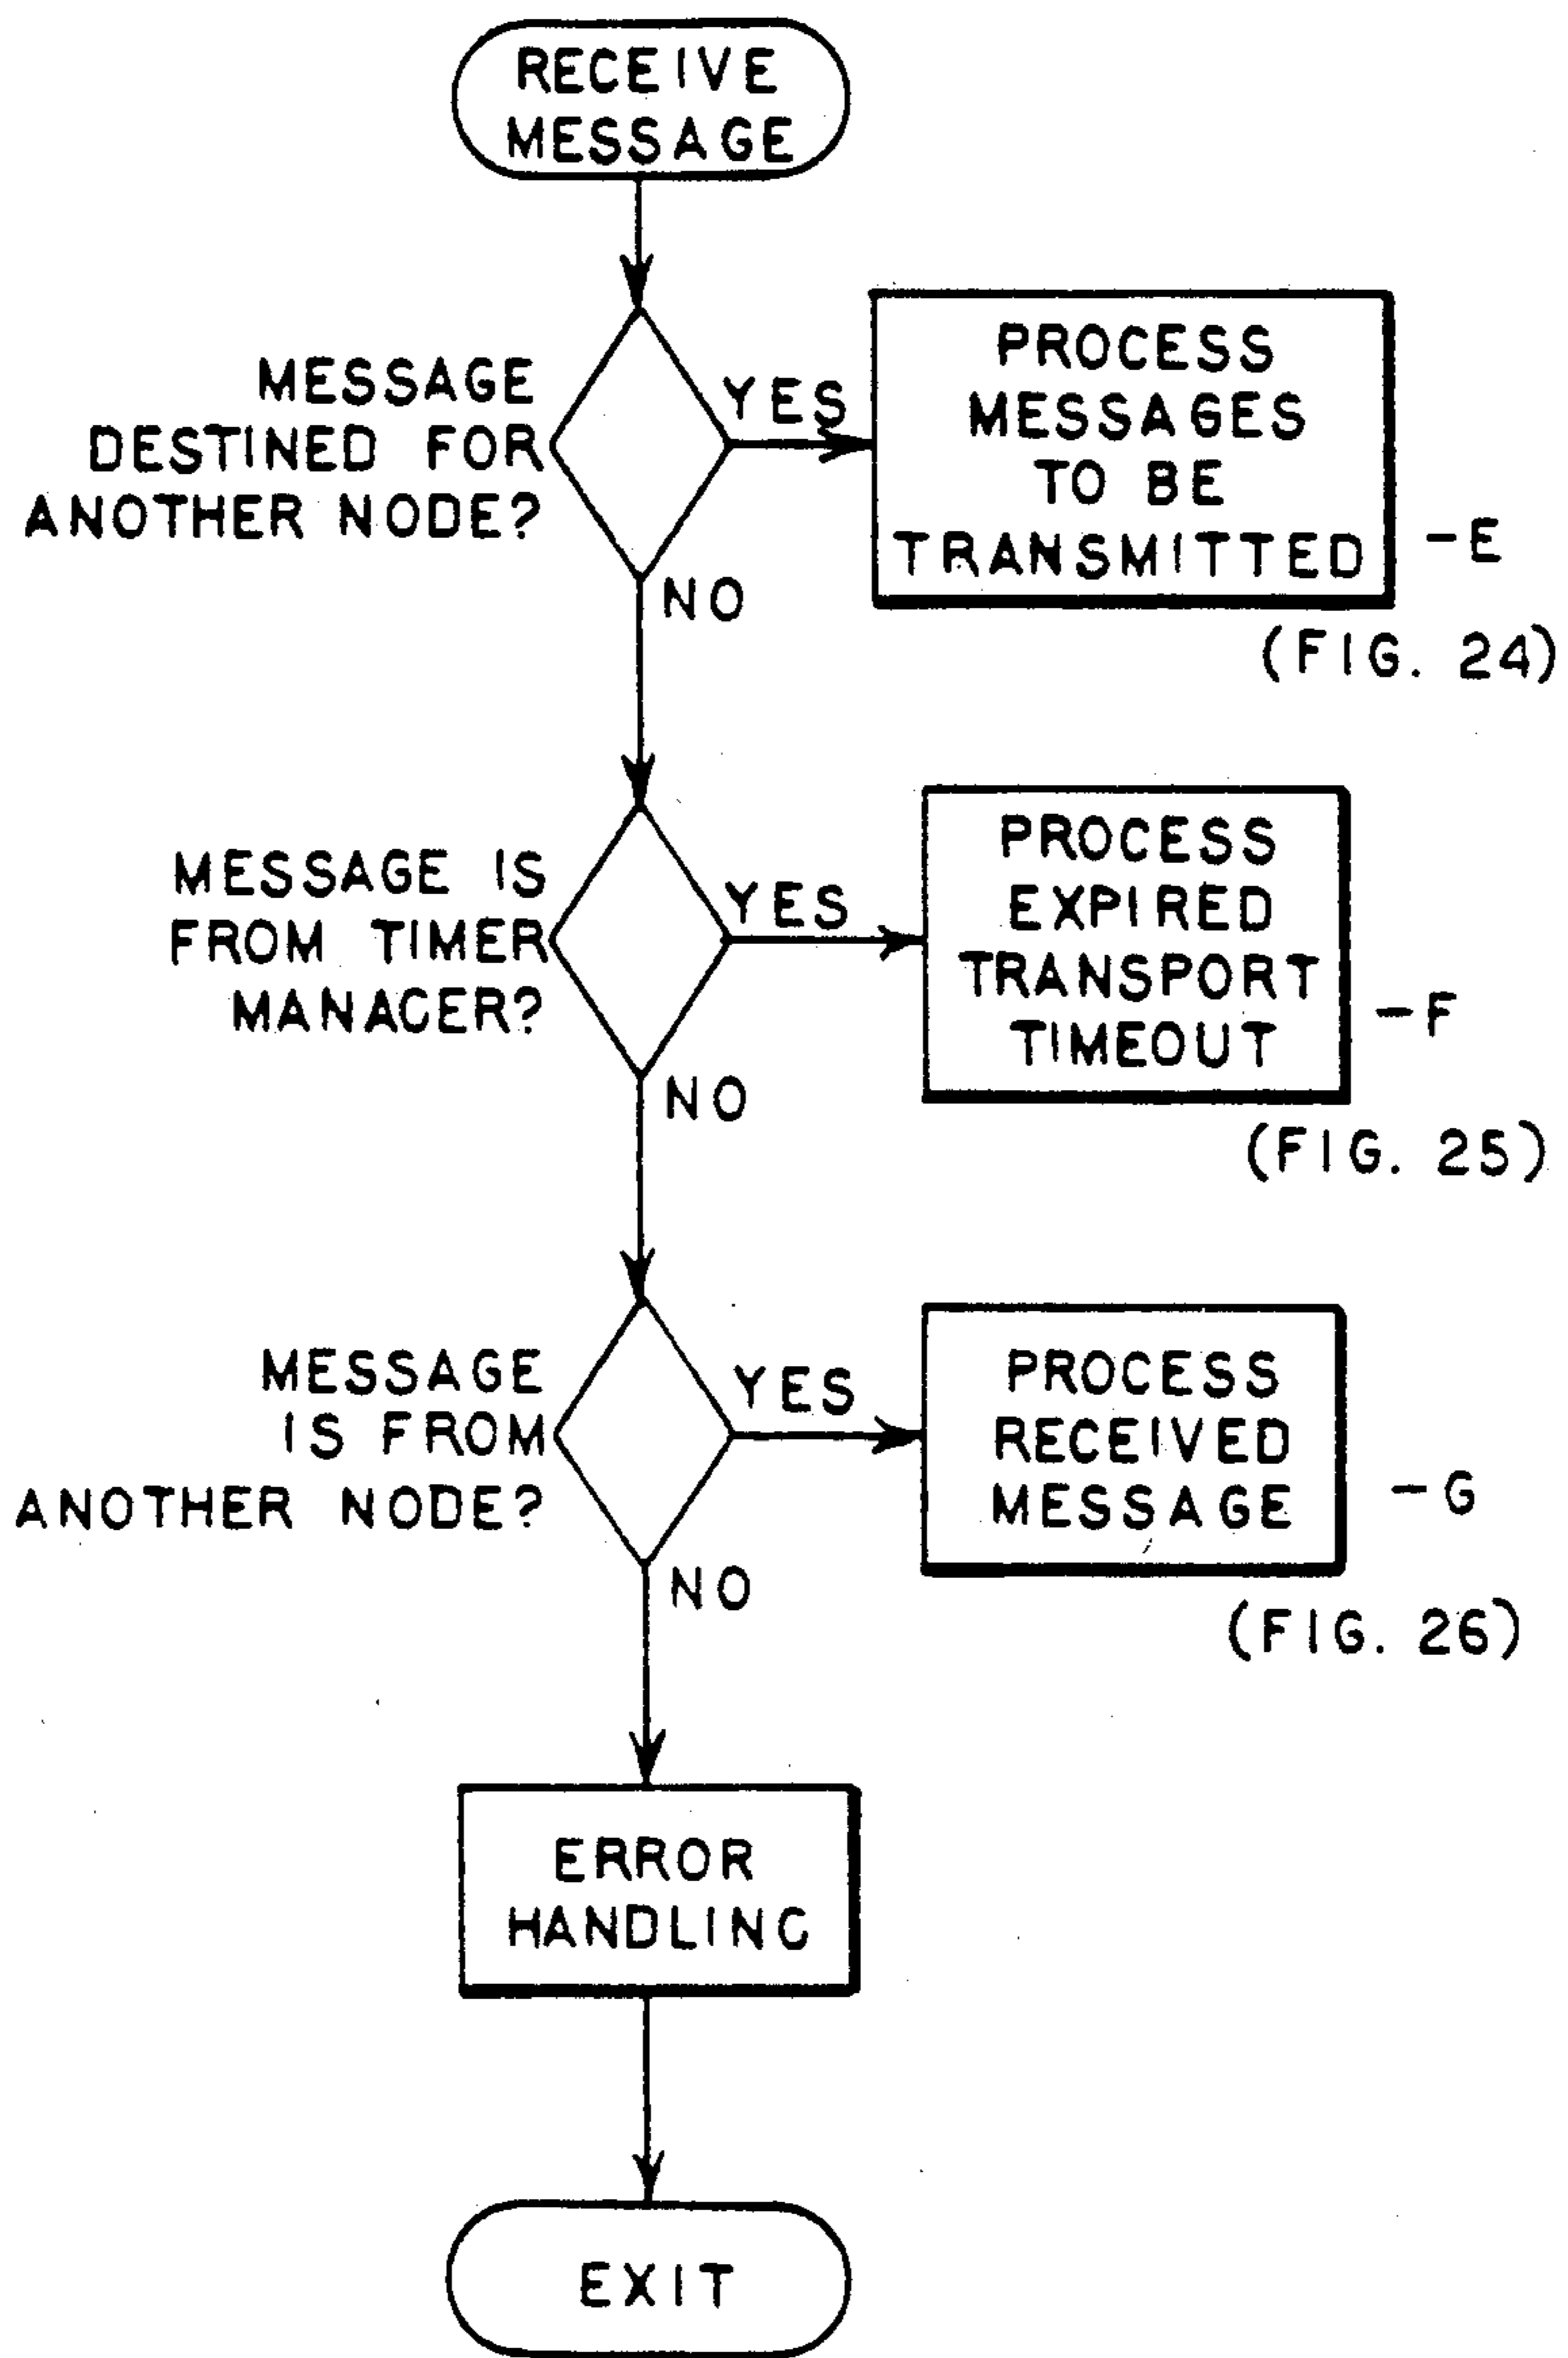 RECEIVE
MESSAGE
MESSAGE
DESTINED FOR
ANOTHER NODE?
YES
PROCESS
MESSAGES
TO BE
TRANSMITTED
-E
(FIG. 24)
NO
MESSAGE IS
FROM TIMER
MANAGER?
YES
PROCESS
EXPIRED
TRANSPORT
TIMEOUT
-F
(FIG. 25)
NO
MESSAGE
IS FROM
ANOTHER NODE?
YES
PROCESS
RECEIVED
MESSAGE
-G
(FIG. 26)
NO
ERROR
HANDLING
EXIT